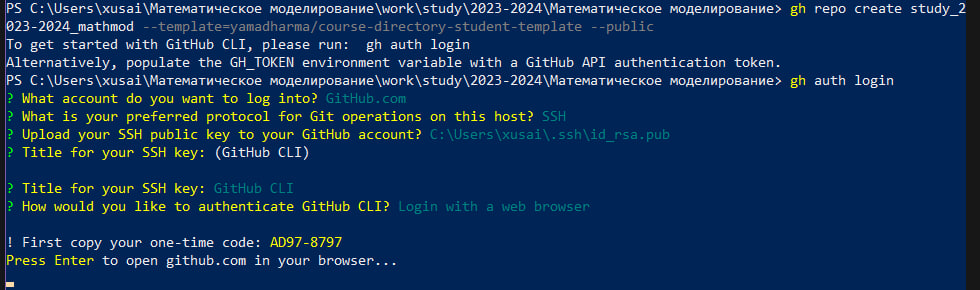 PS C:\Users\xusai\Математическое моделирование\work\study\2023-2024\Математическое моделирование> gh repo create study_2
023-2024_mathmod --template=yamadharma/course-directory-student-template --public
To get started with GitHub CLI, please run:  gh auth login
Alternatively, populate the GH_TOKEN environment variable with a GitHub API authentication token.
PS C:\Users\xusai\Математическое моделирование\work\study\2023-2024\Математическое моделирование> gh auth login
? What account do you want to log into? GitHub.com
? What is your preferred protocol for Git operations on this host? SSH
? Upload your SSH public key to your GitHub account? C:\Users\xusai\.ssh\id_rsa.pub
? Title for your SSH key: (GitHub CLI)
? Title for your SSH key: GitHub CLI
? How would you like to authenticate GitHub CLI? Login with a web browser
! First copy your one-time code: AD97-8797
Press Enter to open github.com in your browser...